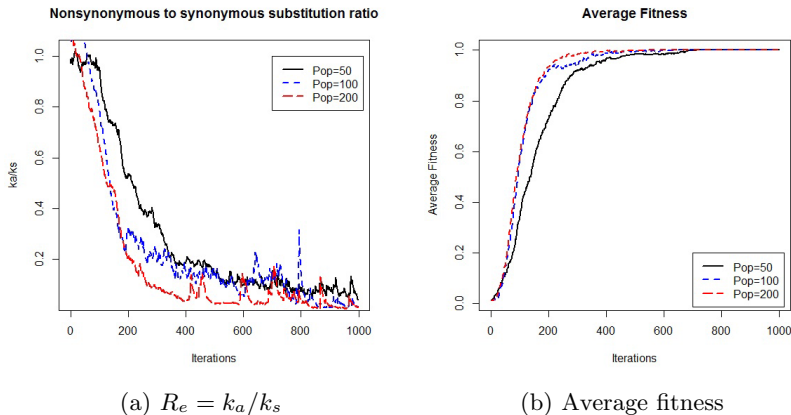 Nonsynonymous to synonymous substitution ratio
ka/ks
1.0
0.8
0.6
0.4
0.2
Pop=50
Pop=100
Pop=200
0 200 400 600 800 1000
Iterations
(a) Re = ka/ks
Average Fitness
Average Fitness
1.0
0.8
0.6
0.4
0.2
0.0
Pop=50
Pop=100
Pop=200
0 200 400 600 800 1000
Iterations
(b) Average fitness